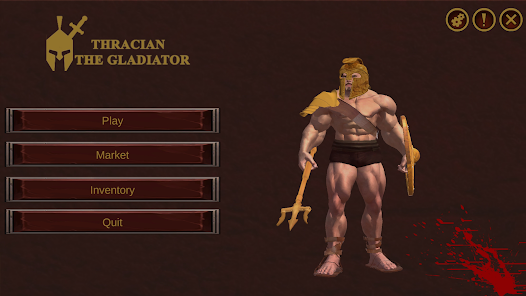 THRACIAN
THE GLADIATOR
Play
Market
Inventory
Quit